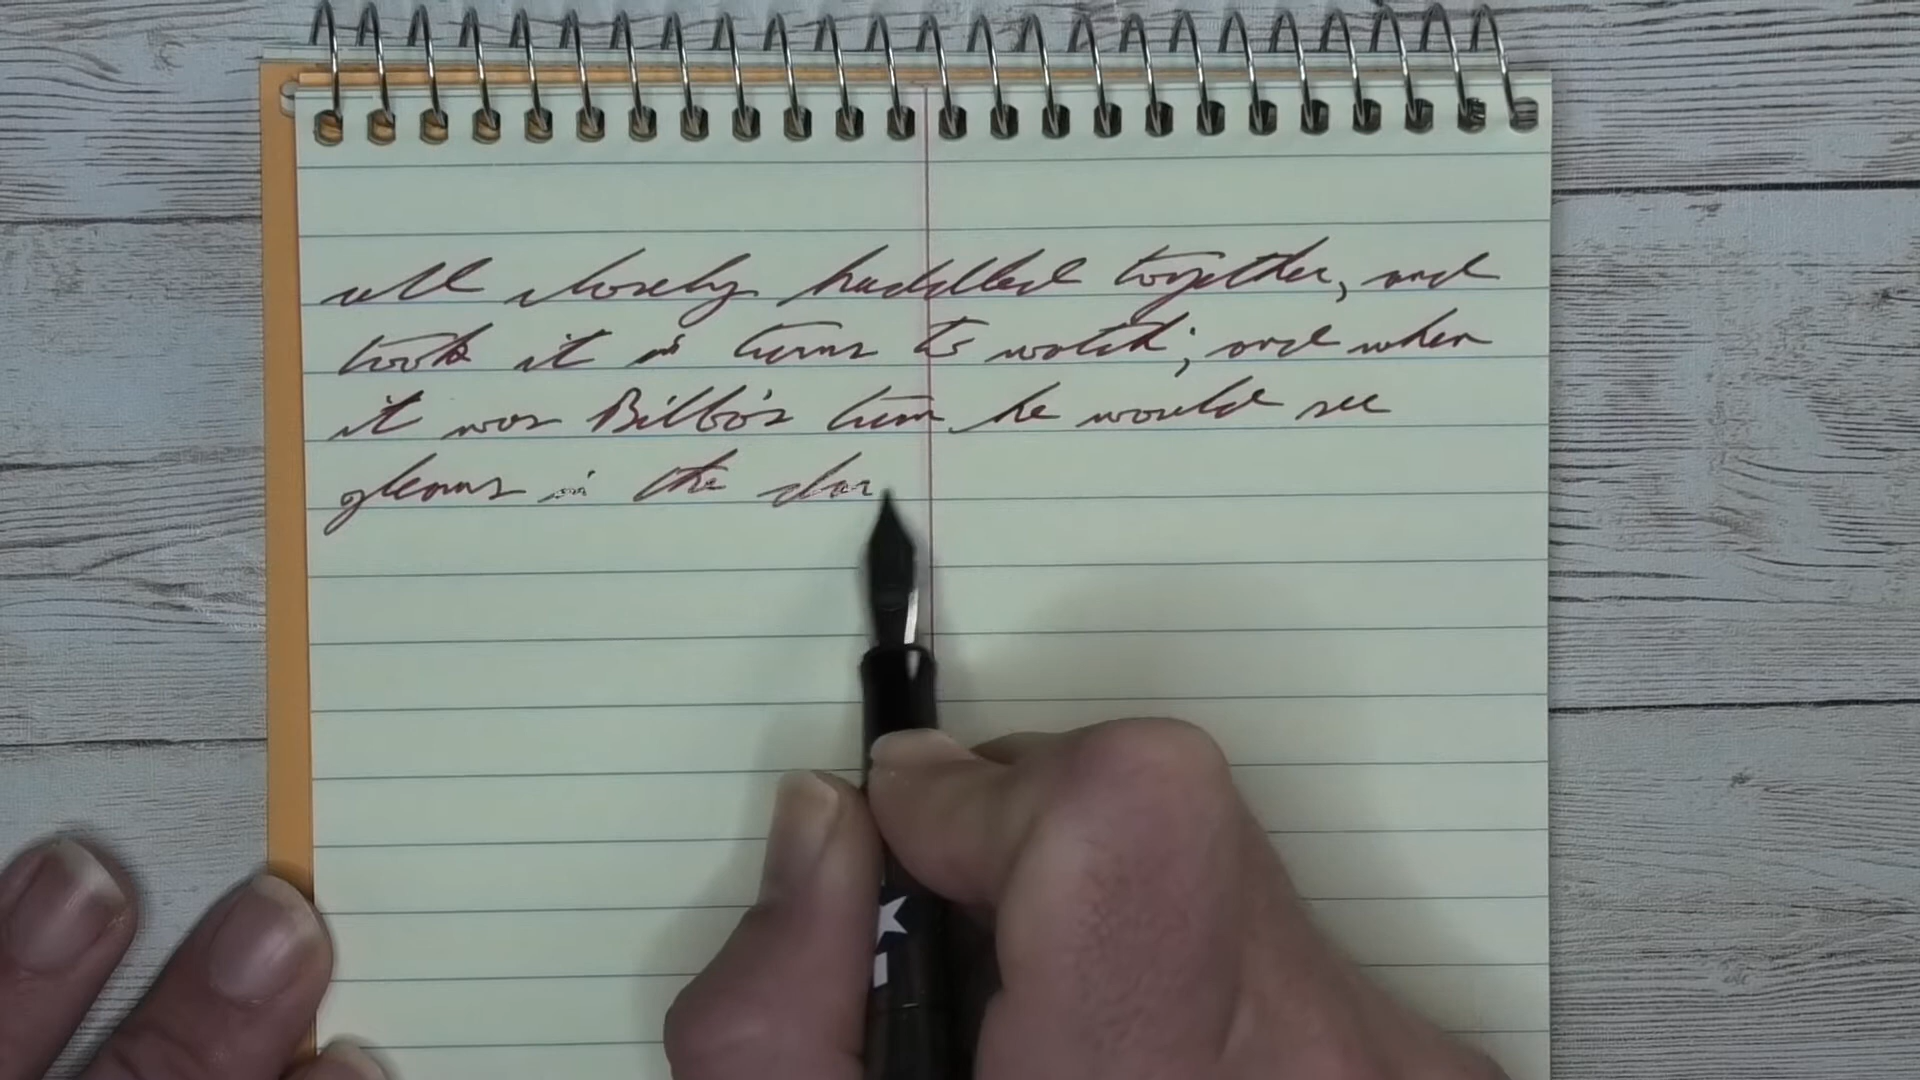 all closely huddled together, and
took it in turns to watch; and when
it was Bilbo's turn he would see
gleams in the dar